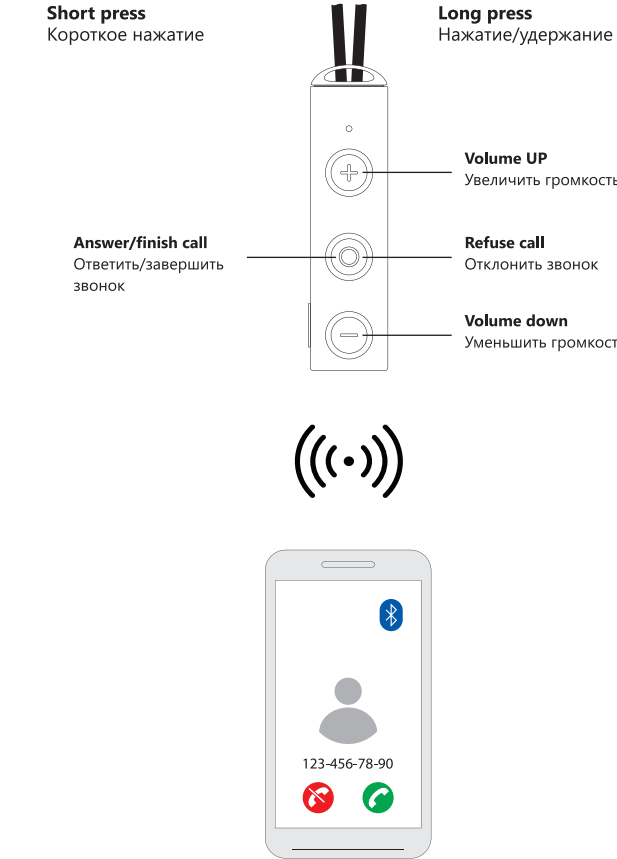 Short press
Короткое нажатие
Long press
Нажатие/удержание
Volume UP
Увеличить громкость
Answer/finish call
Ответить/завершить
звонок
Refuse call
Отклонить звонок
Volume down
Уменьшить громкост
123-456-78-90